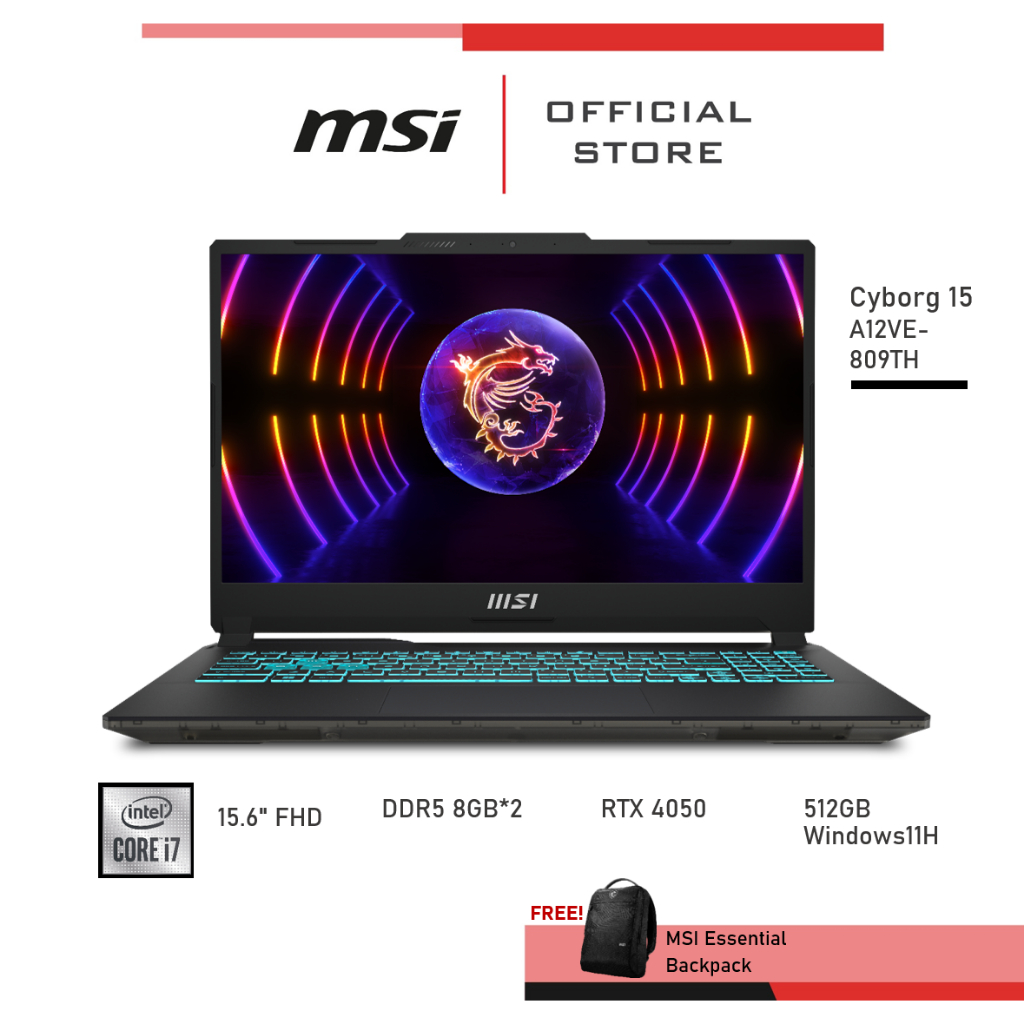 msi
OFFICIAL
STORE
Cyborg 15
A12VE-
809TH
msi
intel
CORE i7
15.6" FHD
DDR5 8GB*2
RTX 4050
512GB
Windows11H
FREE!
MSI Essential
Backpack